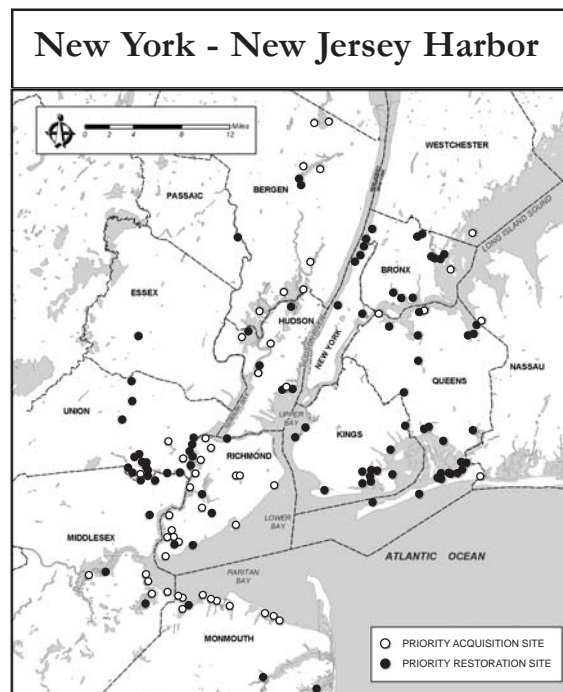 New York - New Jersey Harbor
0 2 4 8 12 Miles
WESTCHESTER
BERGEN
PASSAIC
LONG ISLAND SOUND
BRONX
ESSEX
HUDSON
NEW YORK
NASSAU
QUEENS
UNION
UPPER
BAY
KINGS
RICHMOND
LOWER
BAY
MIDDLESEX
ATLANTIC OCEAN
RARITAN
BAY
MONMOUTH
PRIORITY ACQUISITION SITE
PRIORITY RESTORATION SITE